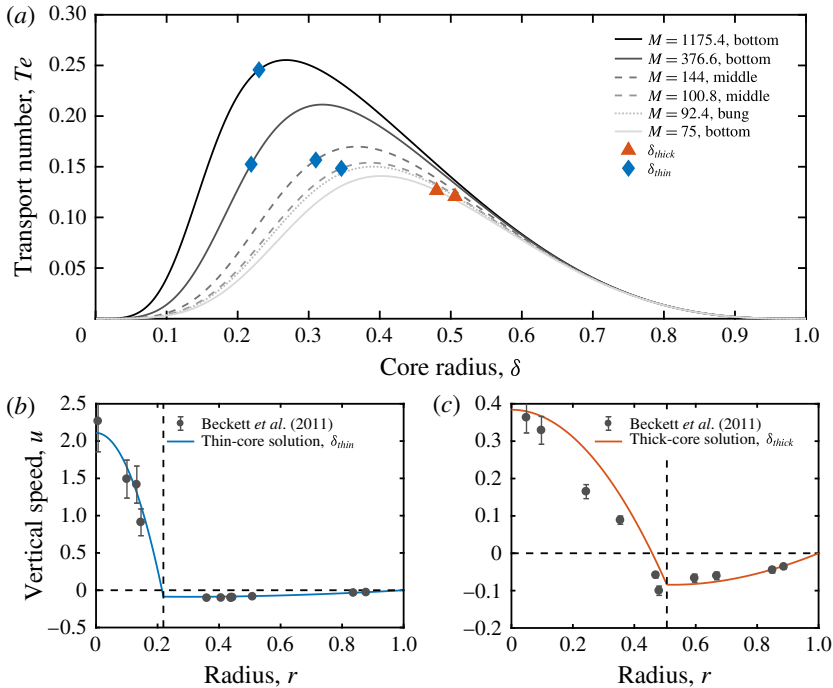 (a)
0.30
0.25
0.20
0.15
0.10
0.05
0
0.1
0.2
0.3
0.4
0.5
0.6
0.7
0.8
0.9
1.0
Transport number, Te
Core radius, δ
M = 1175.4, bottom
M = 376.6, bottom
M = 144, middle
M = 100.8, middle
M = 92.4, bung
M = 75, bottom
δthick
δthin
(b)
2.5
2.0
1.5
1.0
0.5
0
−0.5
0
0.2
0.4
0.6
0.8
1.0
Vertical speed, u
Radius, r
Beckett et al. (2011)
Thin-core solution, δthin
(c)
0.4
0.3
0.2
0.1
0
−0.1
−0.2
0
0.2
0.4
0.6
0.8
1.0
Radius, r
Beckett et al. (2011)
Thick-core solution, δthick